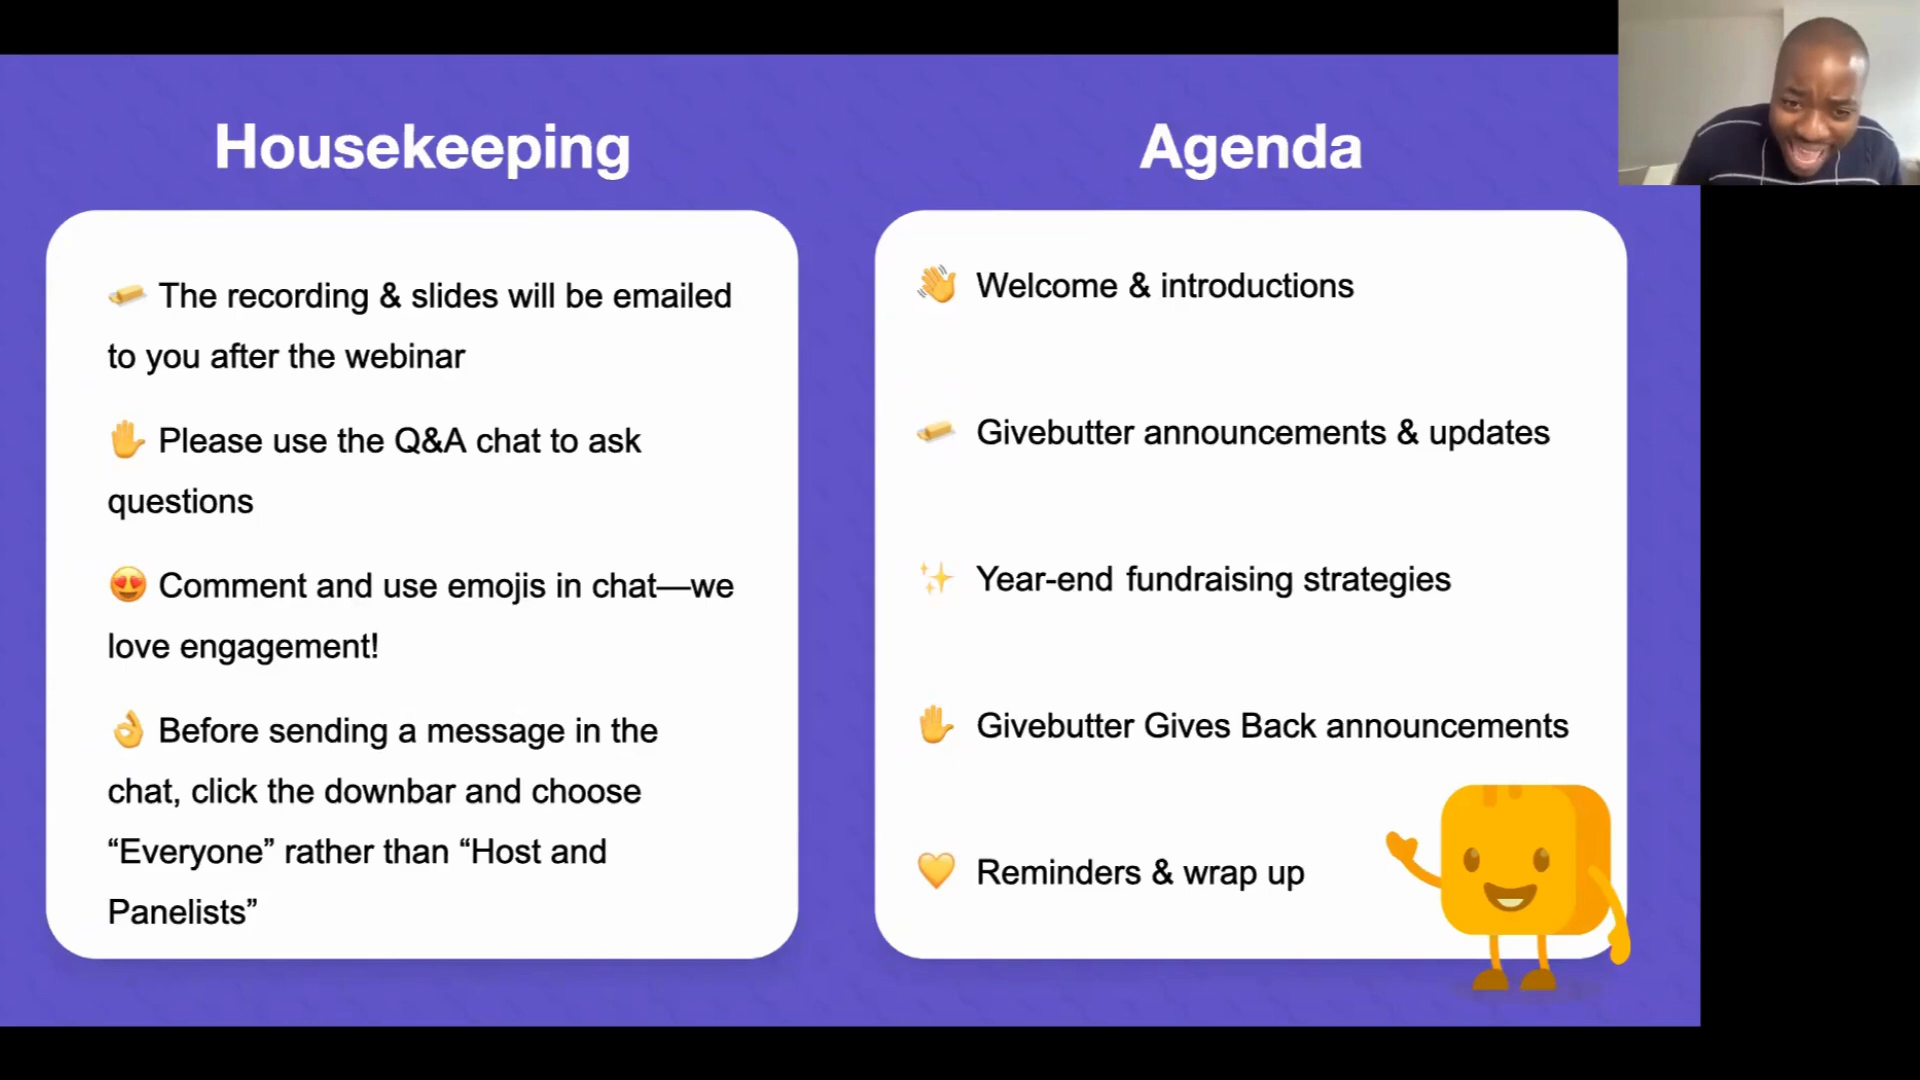 Housekeeping
The recording & slides will be emailed
to you after the webinar
Please use the Q&A chat to ask
questions
Comment and use emojis in chat—we
love engagement!
Before sending a message in the
chat, click the downbar and choose
“Everyone” rather than “Host and
Panelists”
Agenda
Welcome & introductions
Givebutter announcements & updates
Year-end fundraising strategies
Givebutter Gives Back announcements
Reminders & wrap up